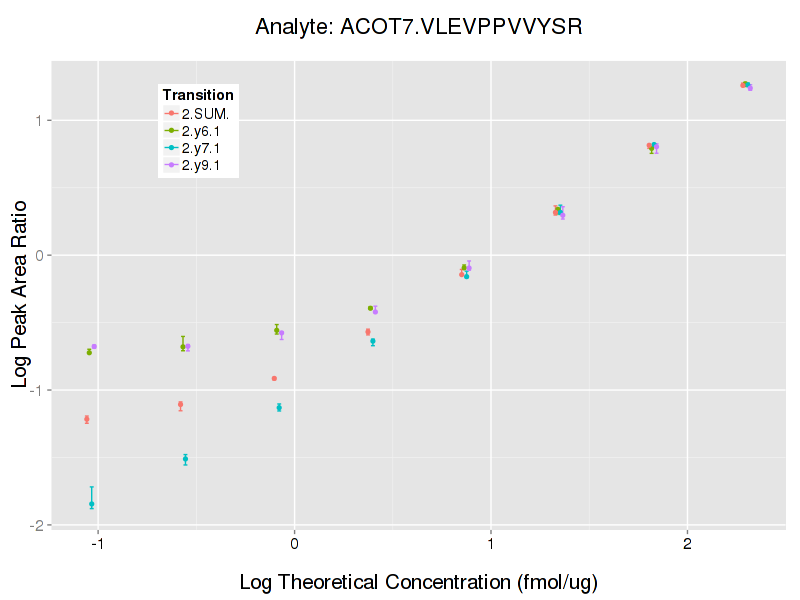 Analyte: ACOT7.VLEVPPVVYSR
Transition
2.SUM.
2.y6.1
2.y7.1
2.y9.1
Log Peak Area Ratio
1
0
-1
-2
-1
0
1
2
Log Theoretical Concentration (fmol/ug)